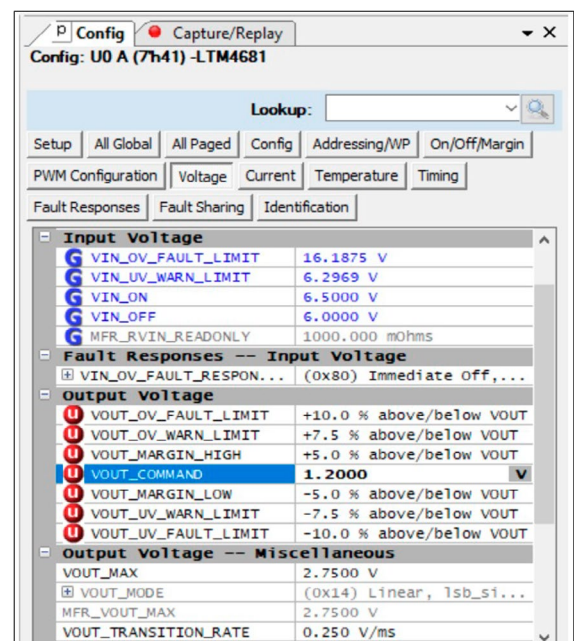 P Config Capture/Replay
Config: U0 A (7'h41) -LTM4681
Lookup:
Setup All Global All Paged Config Addressing/WP On/Off/Margin
PWM Configuration Voltage Current Temperature Timing
Fault Responses Fault Sharing Identification
Input Voltage
G VIN_OV_FAULT_LIMIT 16.1875 V
G VIN_UV_WARN_LIMIT 6.2969 V
G VIN_ON 6.5000 V
G VIN_OFF 6.0000 V
G MFR_RVIN_READONLY 1000.000 mOhms
Fault Responses -- Input Voltage
VIN_OV_FAULT_RESPON... (0x80) Immediate Off,...
Output Voltage
U VOUT_OV_FAULT_LIMIT +10.0 % above/below VOUT
U VOUT_OV_WARN_LIMIT +7.5 % above/below VOUT
U VOUT_MARGIN_HIGH +5.0 % above/below VOUT
U VOUT_COMMAND 1.2000 V
U VOUT_MARGIN_LOW -5.0 % above/below VOUT
U VOUT_UV_WARN_LIMIT -7.5 % above/below VOUT
U VOUT_UV_FAULT_LIMIT -10.0 % above/below VOUT
Output Voltage -- Miscellaneous
VOUT_MAX 2.7500 V
VOUT_MODE (0x14) Linear, lsb_si...
MFR_VOUT_MAX 2.7500 V
VOUT_TRANSITION_RATE 0.250 V/ms